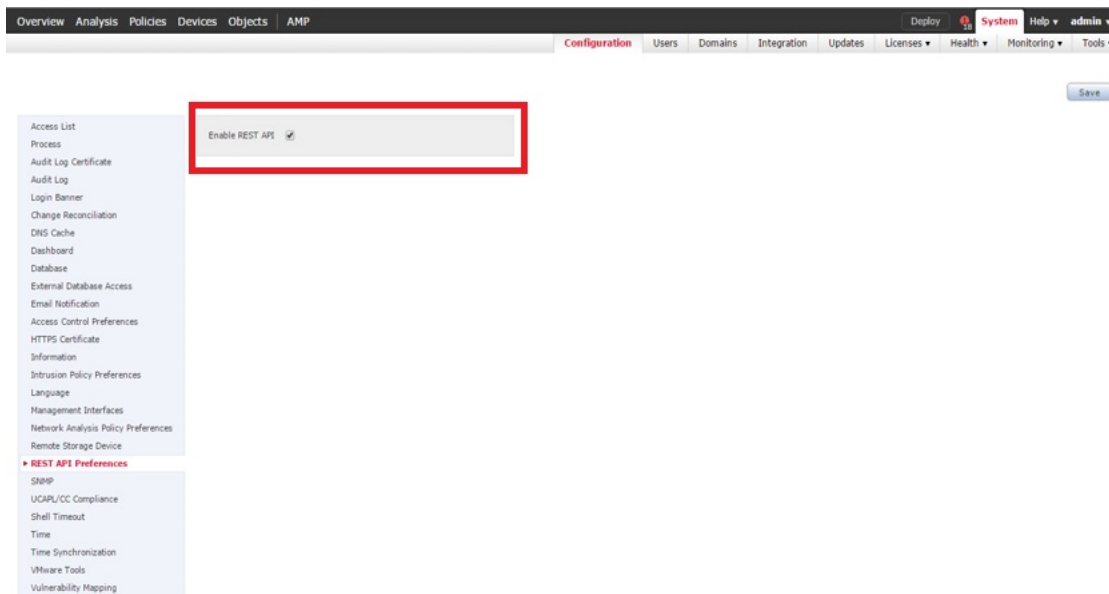 Overview Analysis Policies Devices Objects AMP Deploy 18 System Help admin
Configuration Users Domains Integration Updates Licenses Health Monitoring Tools
Save
Access List
Process
Audit Log Certificate
Audit Log
Login Banner
Change Reconciliation
DNS Cache
Dashboard
Database
External Database Access
Email Notification
Access Control Preferences
HTTPS Certificate
Information
Intrusion Policy Preferences
Language
Management Interfaces
Network Analysis Policy Preferences
Remote Storage Device
REST API Preferences
SNMP
UCAPL/CC Compliance
Shell Timeout
Time
Time Synchronization
VMware Tools
Vulnerability Mapping
Enable REST API